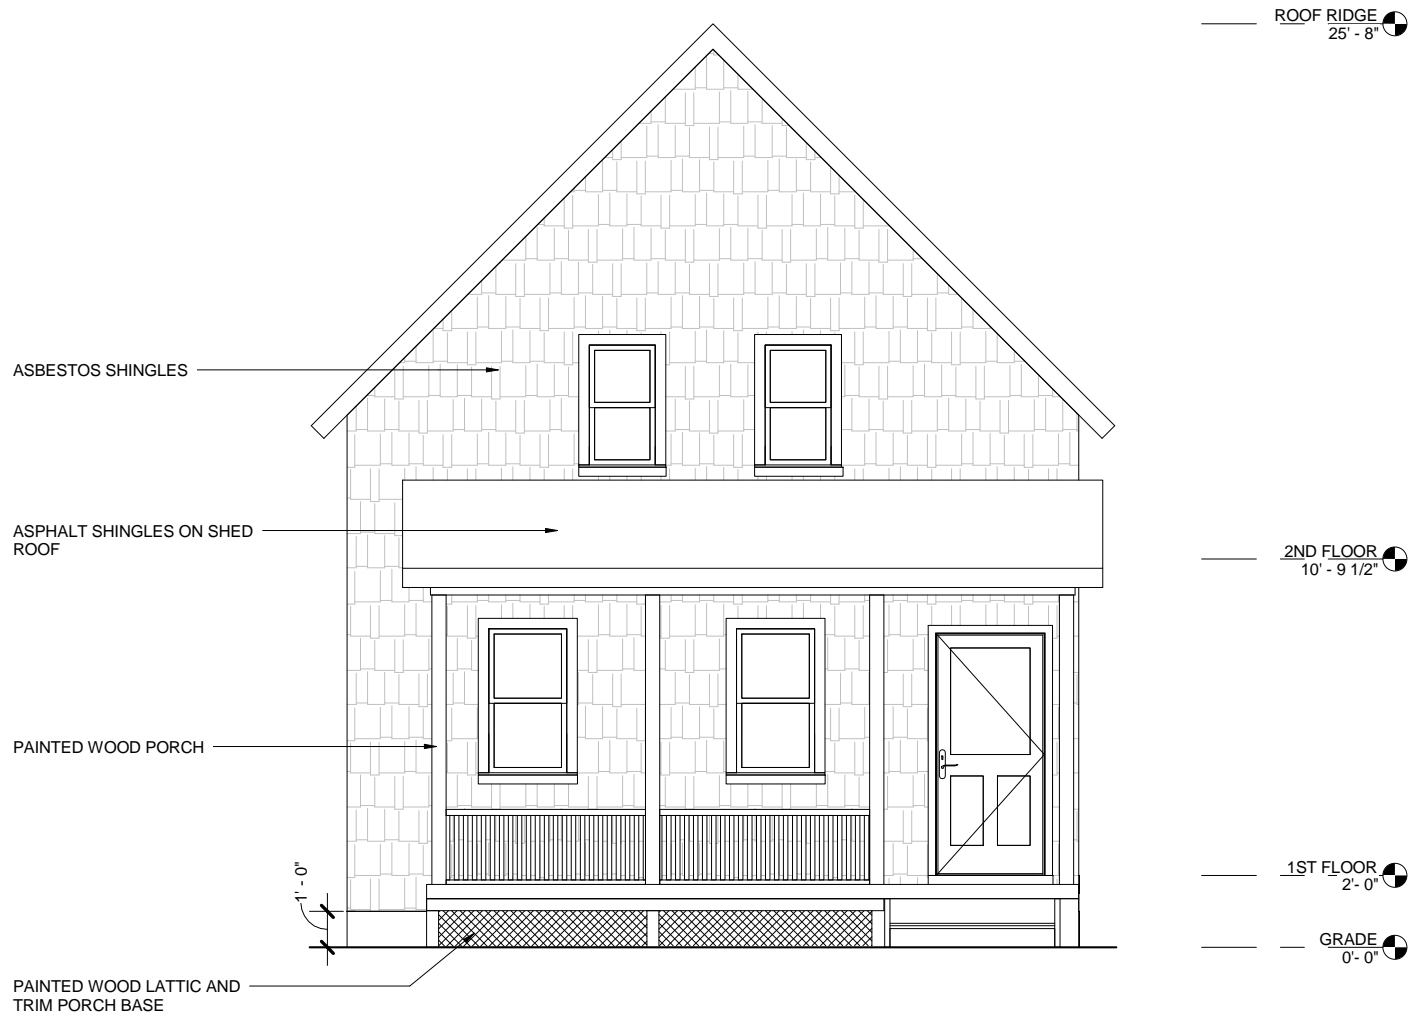 ROOF RIDGE
25' - 8"
ASBESTOS SHINGLES
ASPHALT SHINGLES ON SHED
ROOF
2ND FLOOR
10' - 9 1/2"
PAINTED WOOD PORCH
1' - 0"
1ST FLOOR
2'- 0"
GRADE
0'- 0"
PAINTED WOOD LATTIC AND
TRIM PORCH BASE